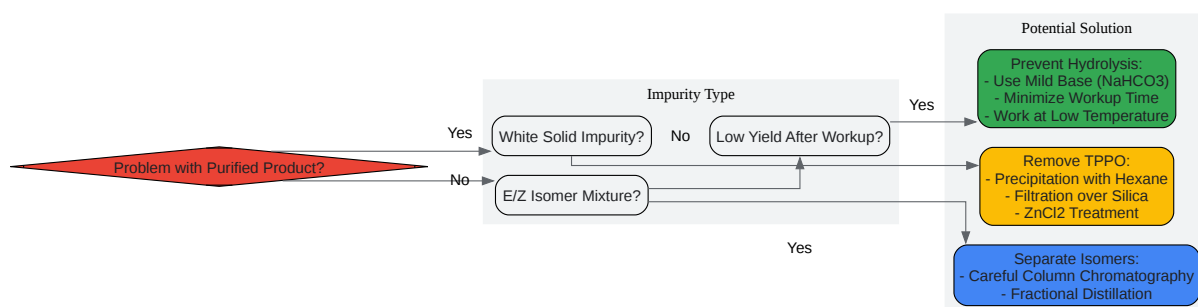 Potential Solution
Prevent Hydrolysis:
- Use Mild Base (NaHCO3)
- Minimize Workup Time
- Work at Low Temperature
Impurity Type
Yes
Yes
White Solid Impurity?
No
Low Yield After Workup?
Problem with Purified Product?
No
E/Z Isomer Mixture?
Remove TPPO:
- Precipitation with Hexane
- Filtration over Silica
- ZnCl2 Treatment
Yes
Separate Isomers:
- Careful Column Chromatography
- Fractional Distillation